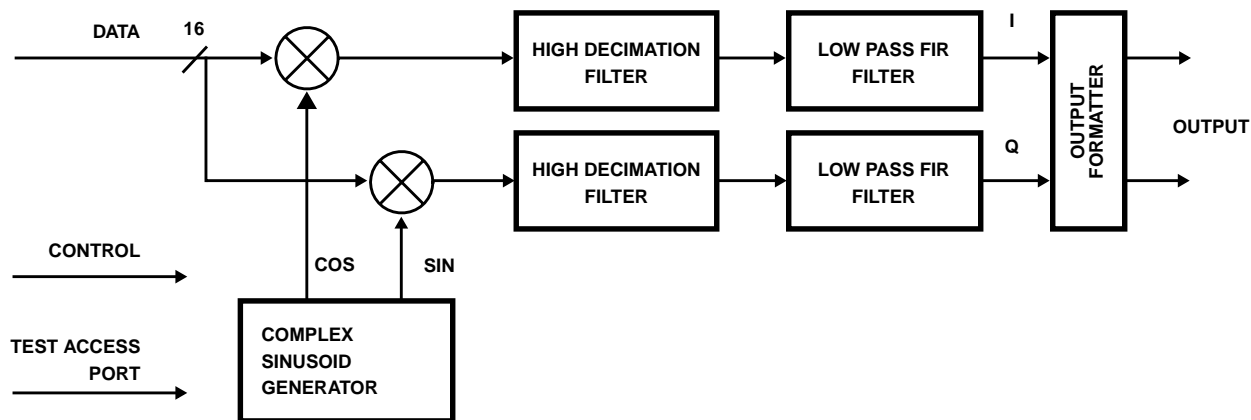 DATA
16
HIGH DECIMATION
FILTER
LOW PASS FIR
FILTER
I
OUTPUT
FORMATTER
OUTPUT
HIGH DECIMATION
FILTER
LOW PASS FIR
FILTER
Q
CONTROL
COS
SIN
TEST ACCESS
PORT
COMPLEX
SINUSOID
GENERATOR